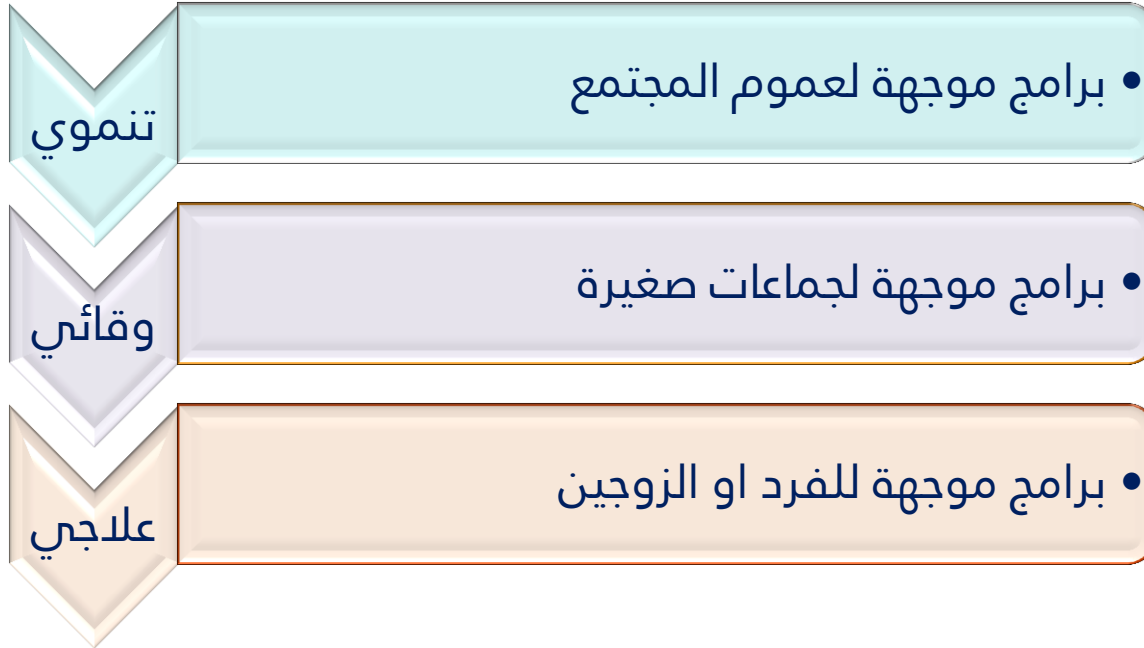 تنموي
• برامج موجهة لعموم المجتمع
وقائي
• برامج موجهة لجماعات صغيرة
علاجي
• برامج موجهة للفرد او الزوجين